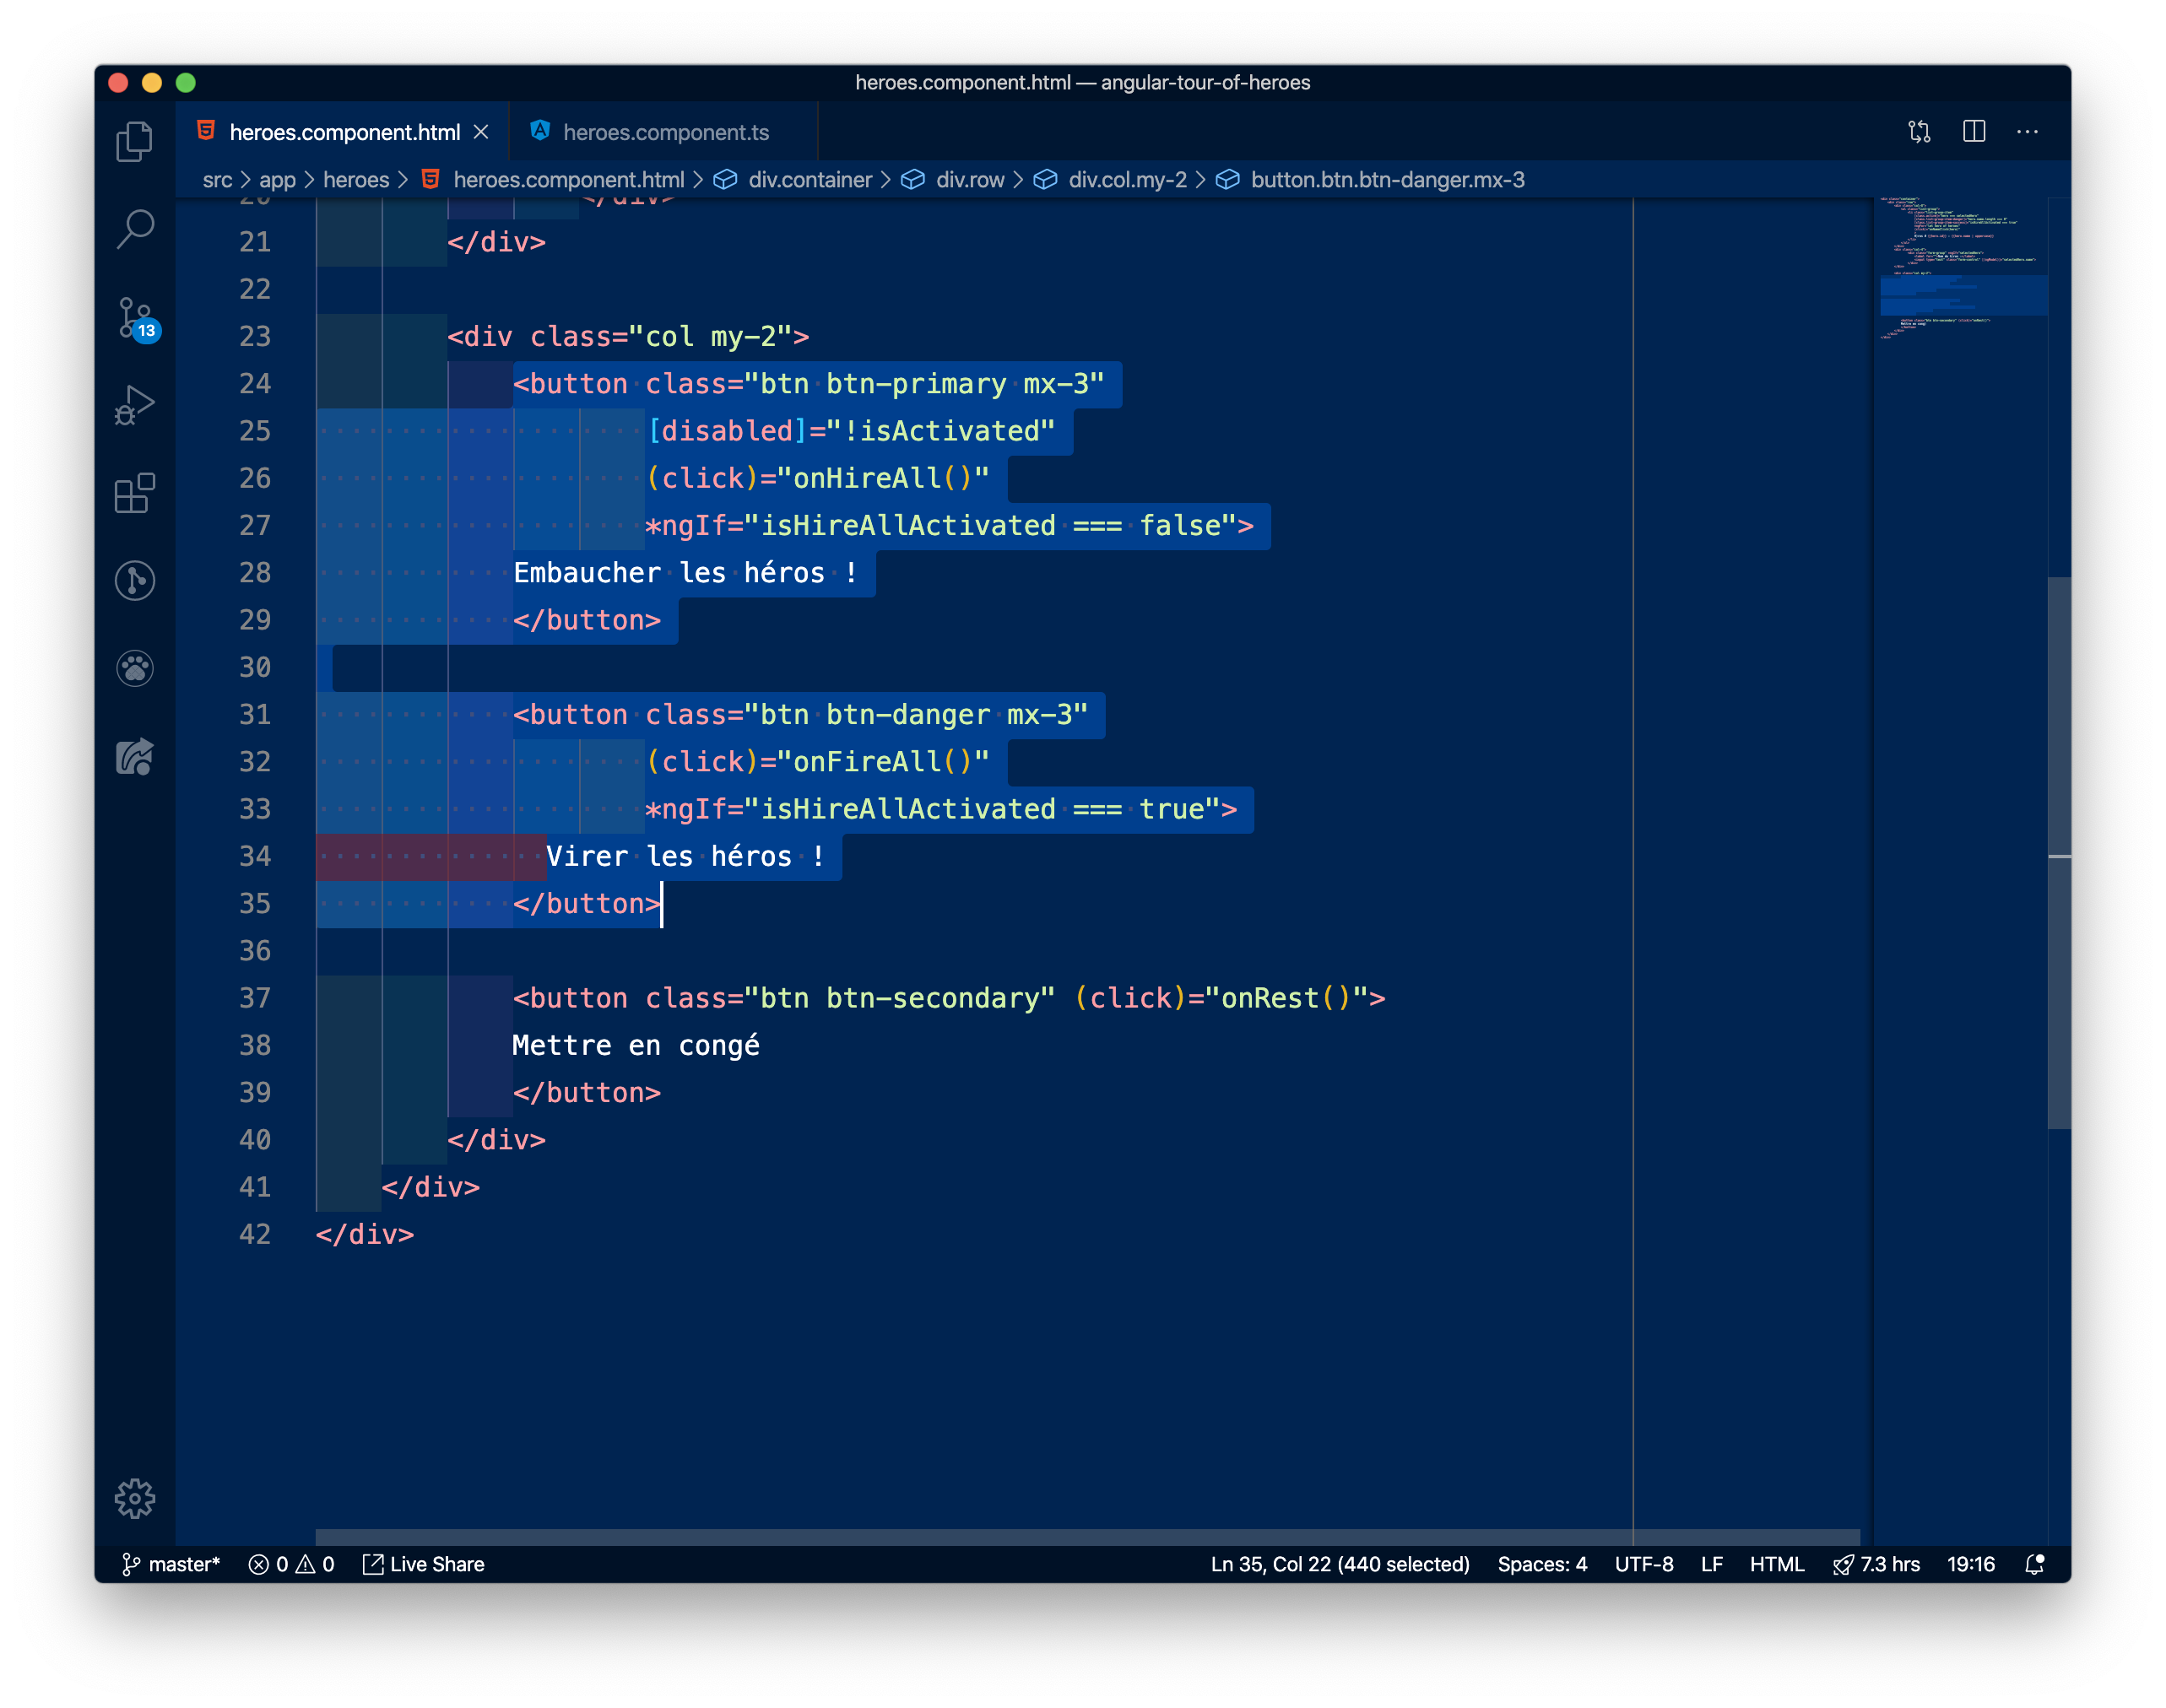 heroes.component.html — angular-tour-of-heroes
heroes.component.html
heroes.component.ts
src > app > heroes > heroes.component.html > div.container > div.row > div.col.my-2 > button.btn.btn-danger.mx-3
20 </div>
21 </div>
22
23 <div class="col my-2">
24 <button class="btn btn-primary mx-3"
25 [disabled]="!isActivated"
26 (click)="onHireAll()"
27 *ngIf="isHireAllActivated === false">
28 Embaucher les héros !
29 </button>
30
31 <button class="btn btn-danger mx-3"
32 (click)="onFireAll()"
33 *ngIf="isHireAllActivated === true">
34 Virer les héros !
35 </button>
36
37 <button class="btn btn-secondary" (click)="onRest()">
38 Mettre en congé
39 </button>
40 </div>
41 </div>
42 </div>
13
master* 0 0 Live Share Ln 35, Col 22 (440 selected) Spaces: 4 UTF-8 LF HTML 7.3 hrs 19:16